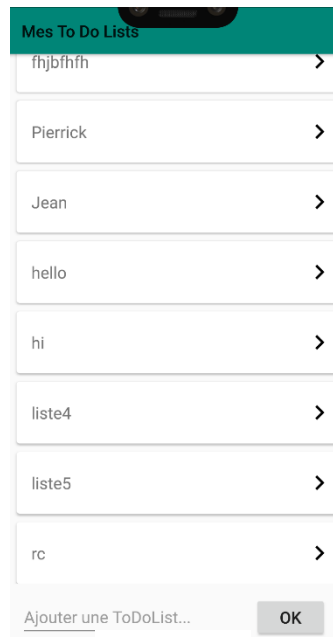 Mes To Do Lists
fhjbfhfh
Pierrick
Jean
hello
hi
liste4
liste5
rc
Ajouter une ToDoList...
OK